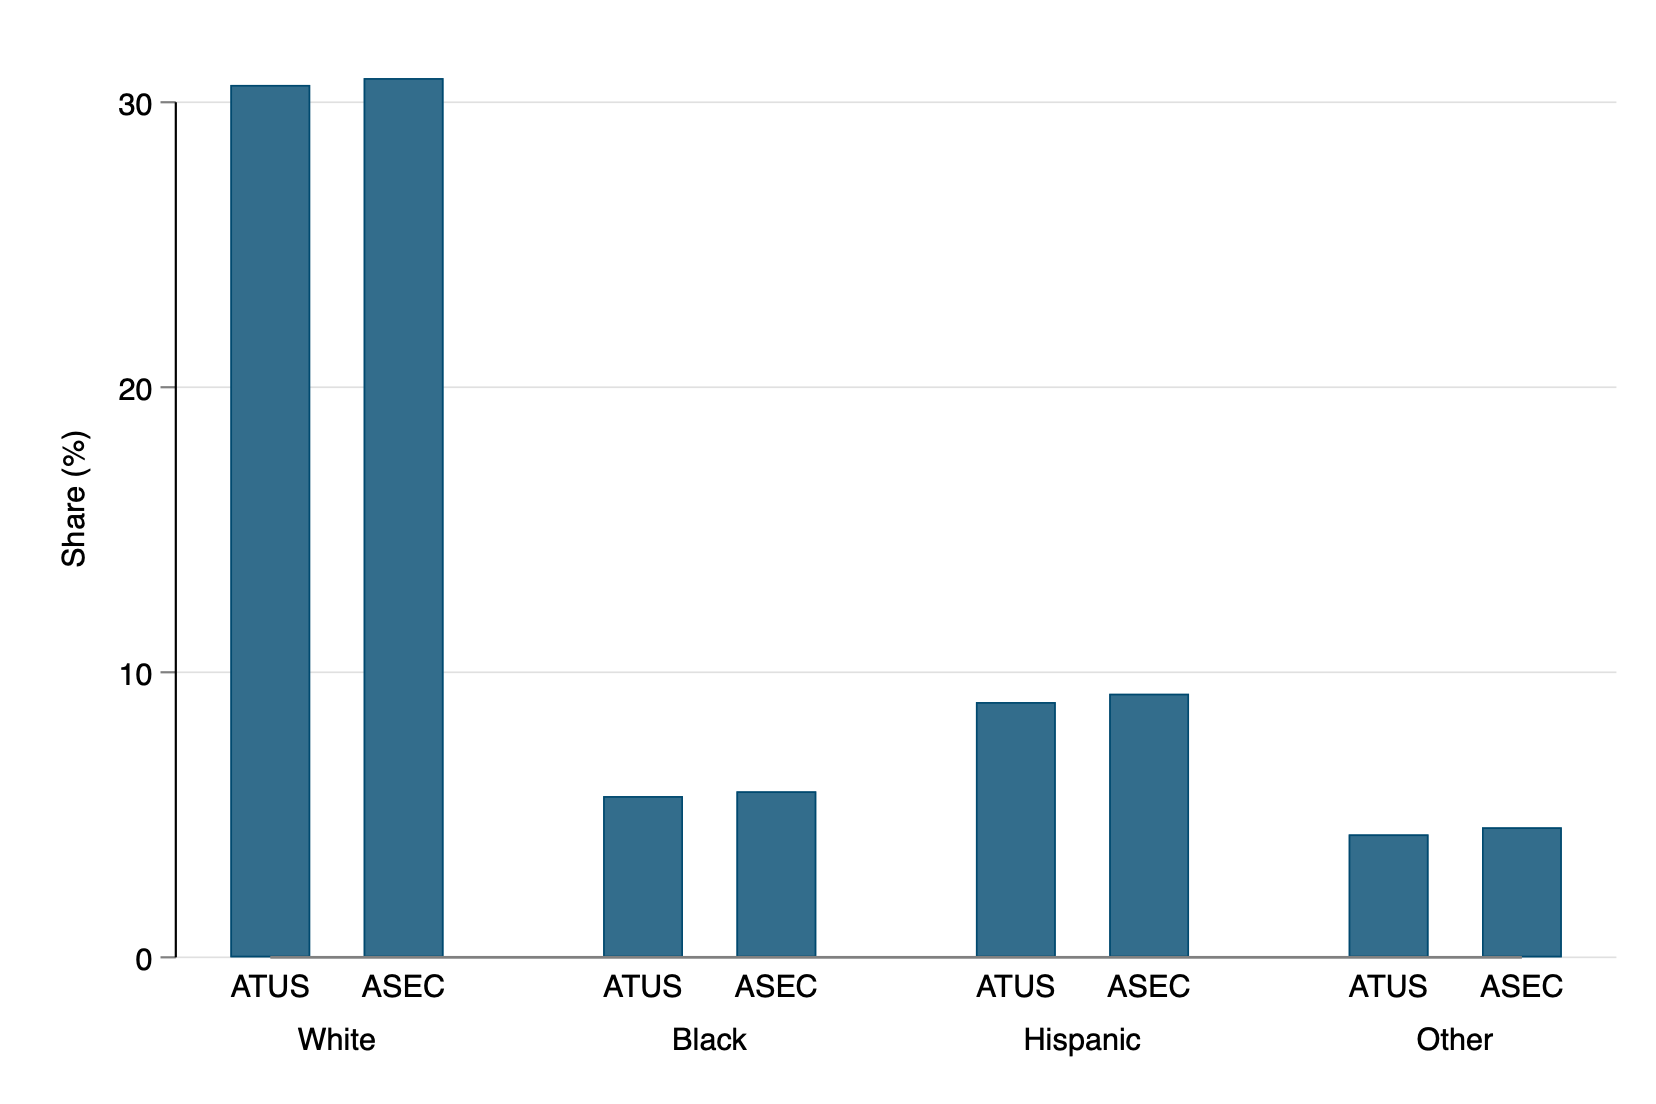 Share (%)
30
20
10
0
ATUS ASEC ATUS ASEC ATUS ASEC ATUS ASEC
White Black Hispanic Other